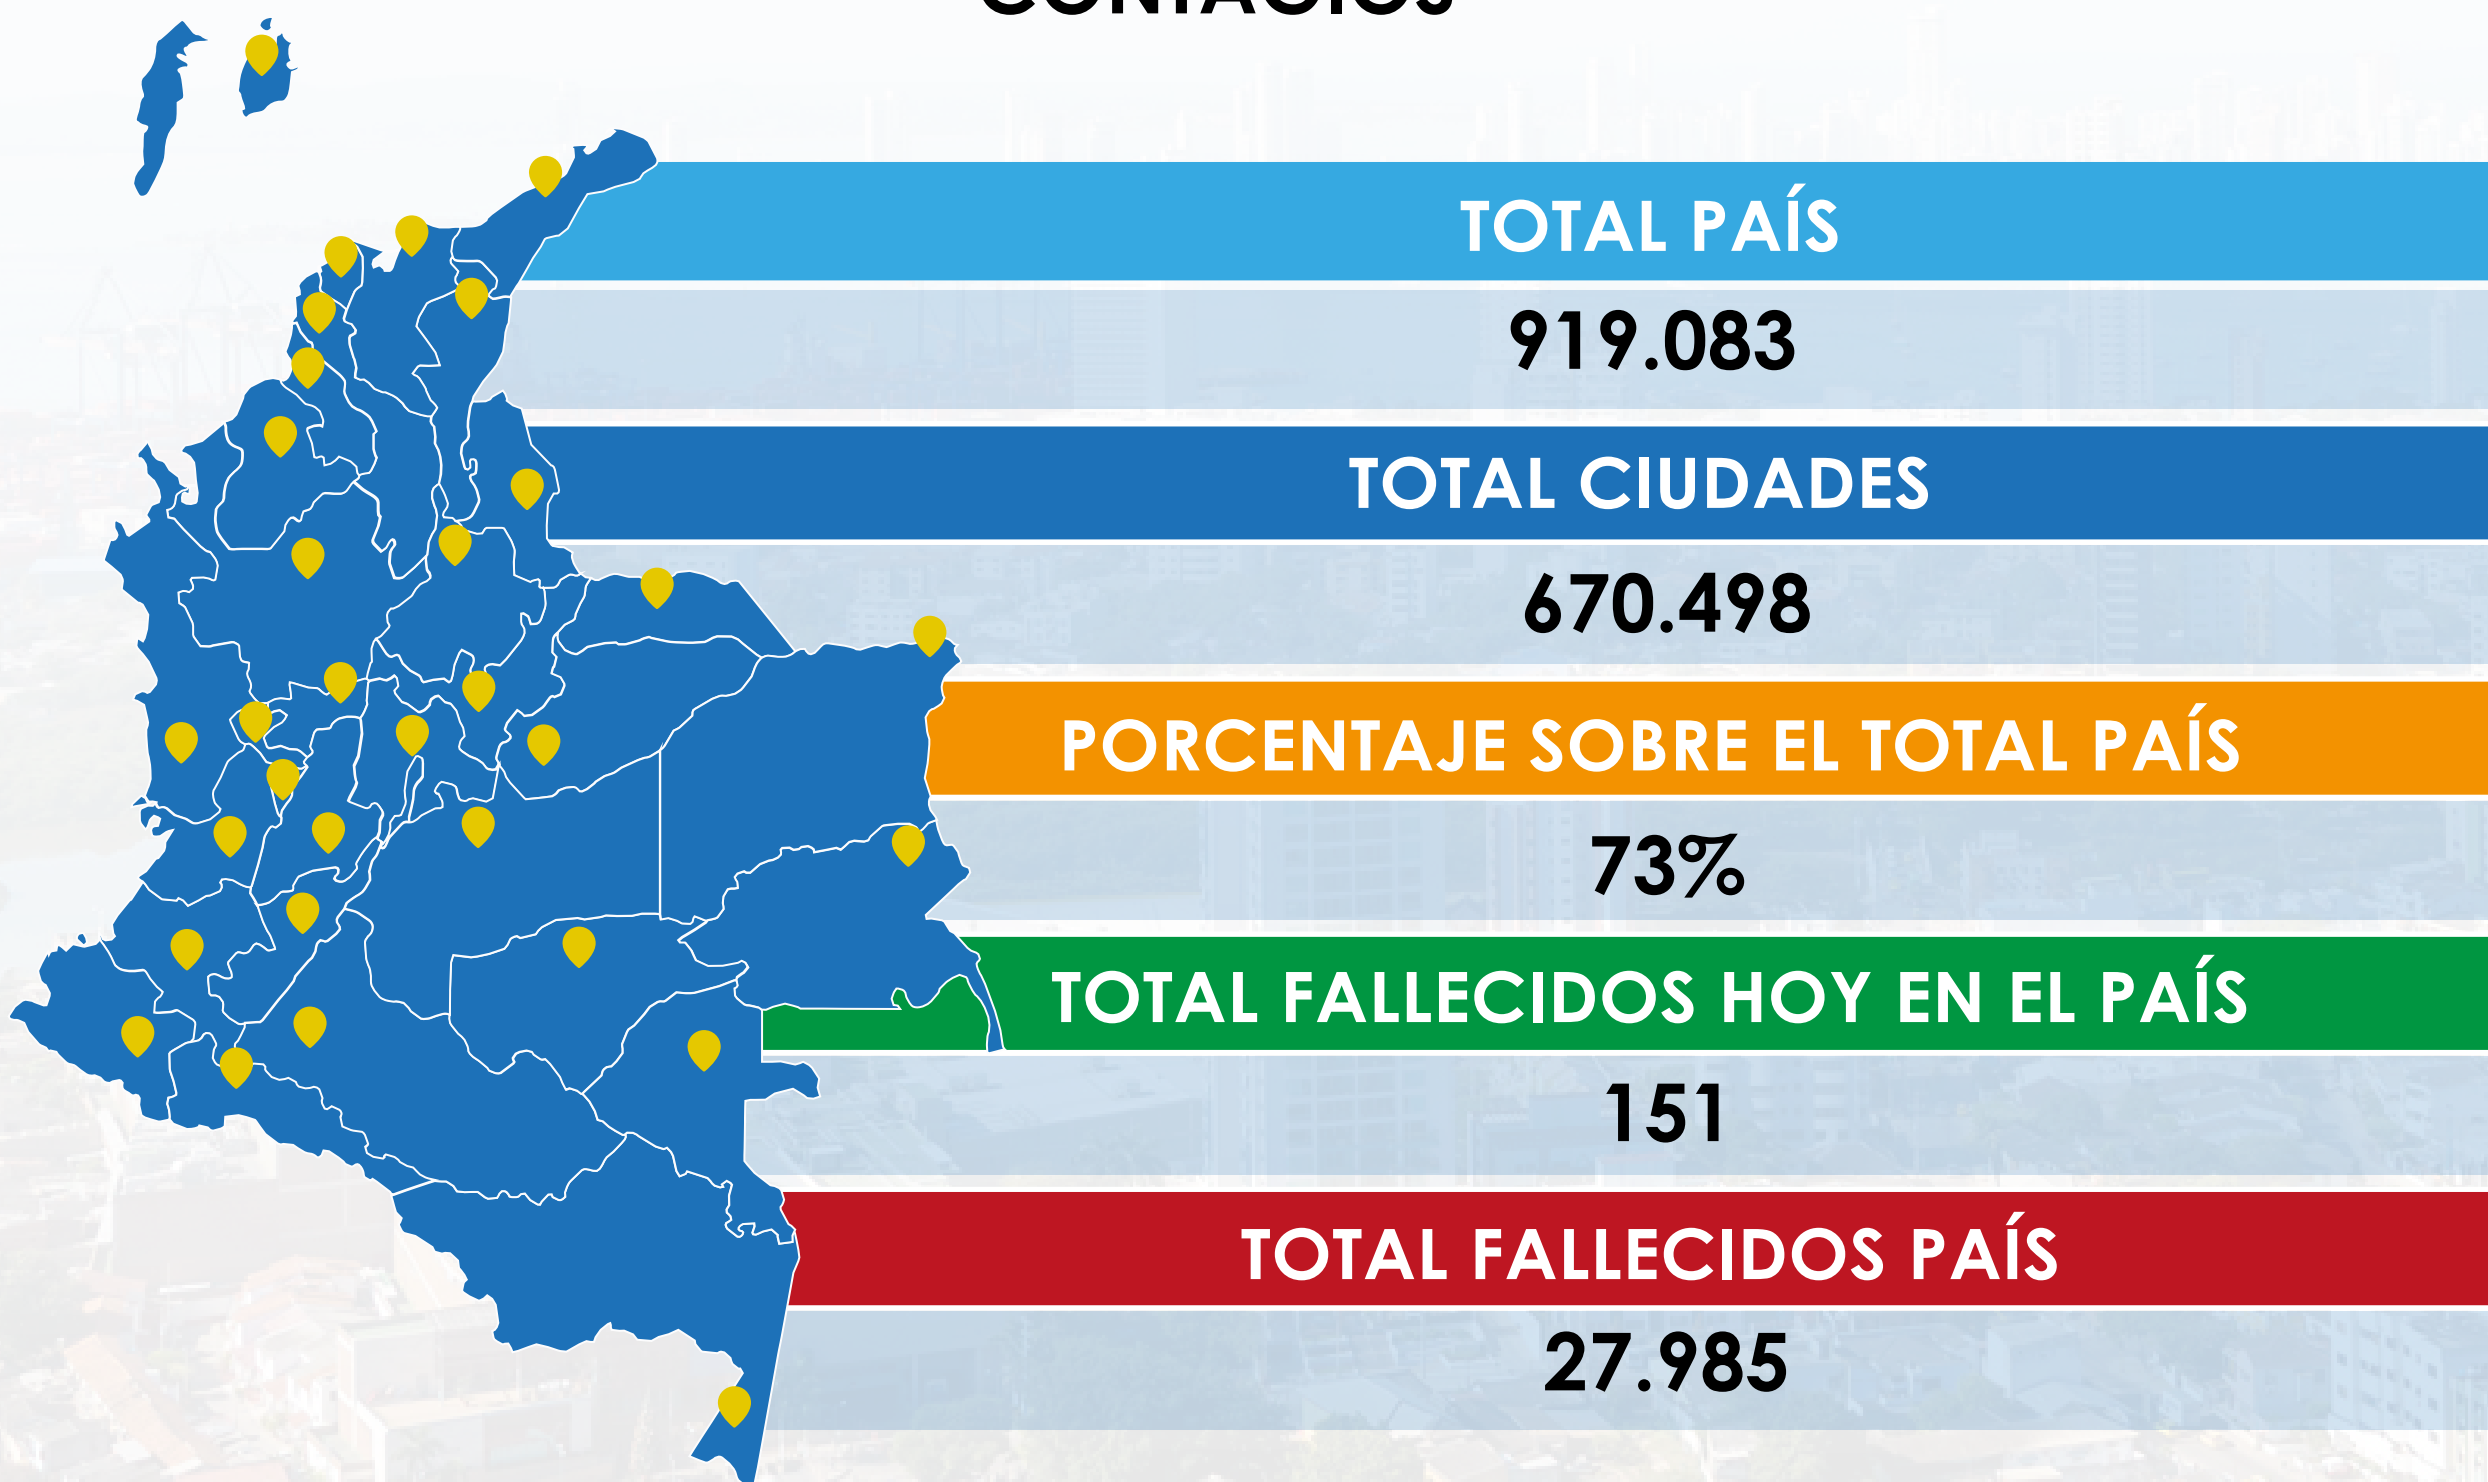 CONTAGIOS
TOTAL PAÍS
919.083
TOTAL CIUDADES
670.498
PORCENTAJE SOBRE EL TOTAL PAÍS
73%
TOTAL FALLECIDOS HOY EN EL PAÍS
151
TOTAL FALLECIDOS PAÍS
27.985